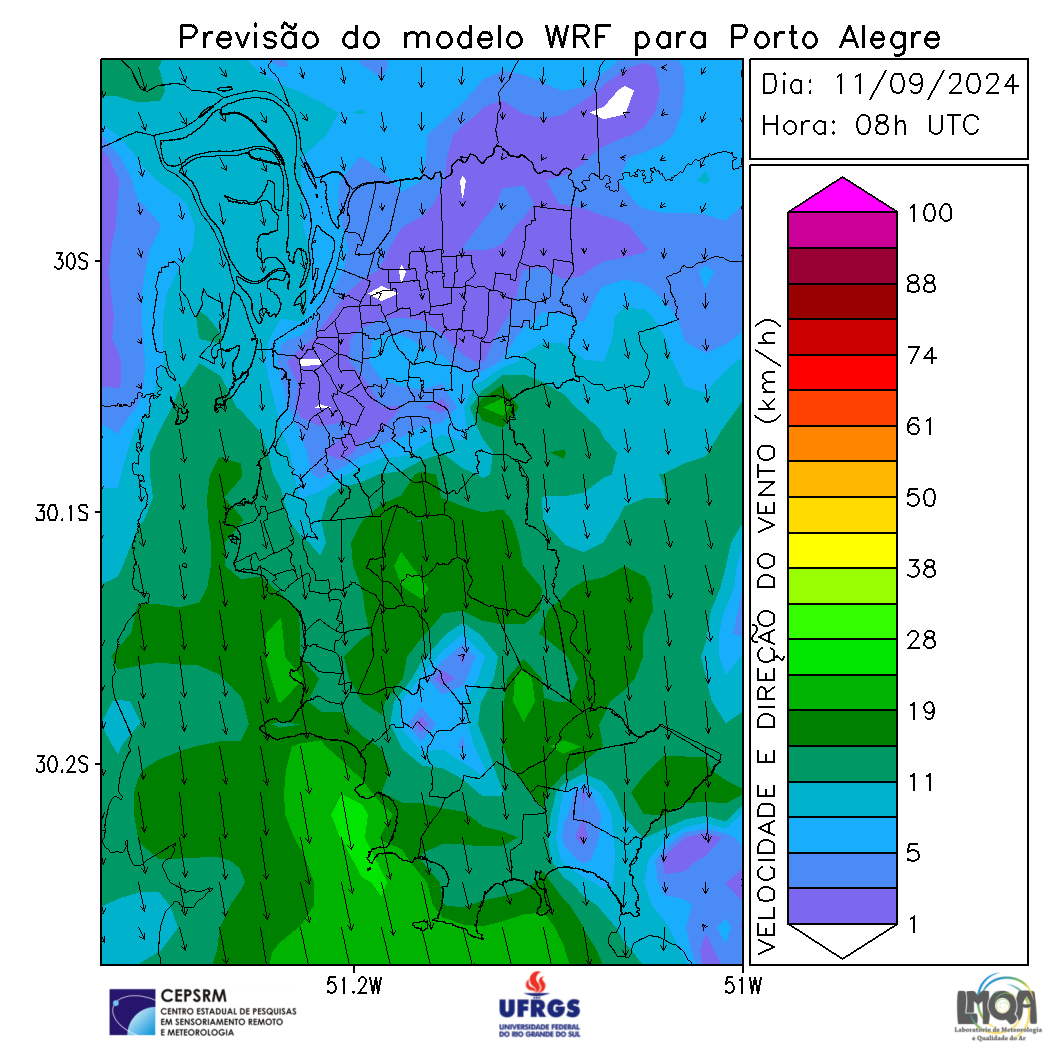 Previsão do modelo WRF para Porto Alegre
Dia: 11/09/2024
Hora: 08h UTC
30S
30.1S
30.2S
51.2W
51W
VELOCIDADE E DIREÇÃO DO VENTO (km/h)
100
88
74
61
50
38
28
19
11
5
1
CEPSRM
CENTRO ESTADUAL DE PESQUISAS
EM SENSORIAMENTO REMOTO
E METEOROLOGIA
UFRGS
UNIVERSIDADE FEDERAL
DO RIO GRANDE DO SUL
LMQA
Laboratório de Meteorologia
e Qualidade do Ar